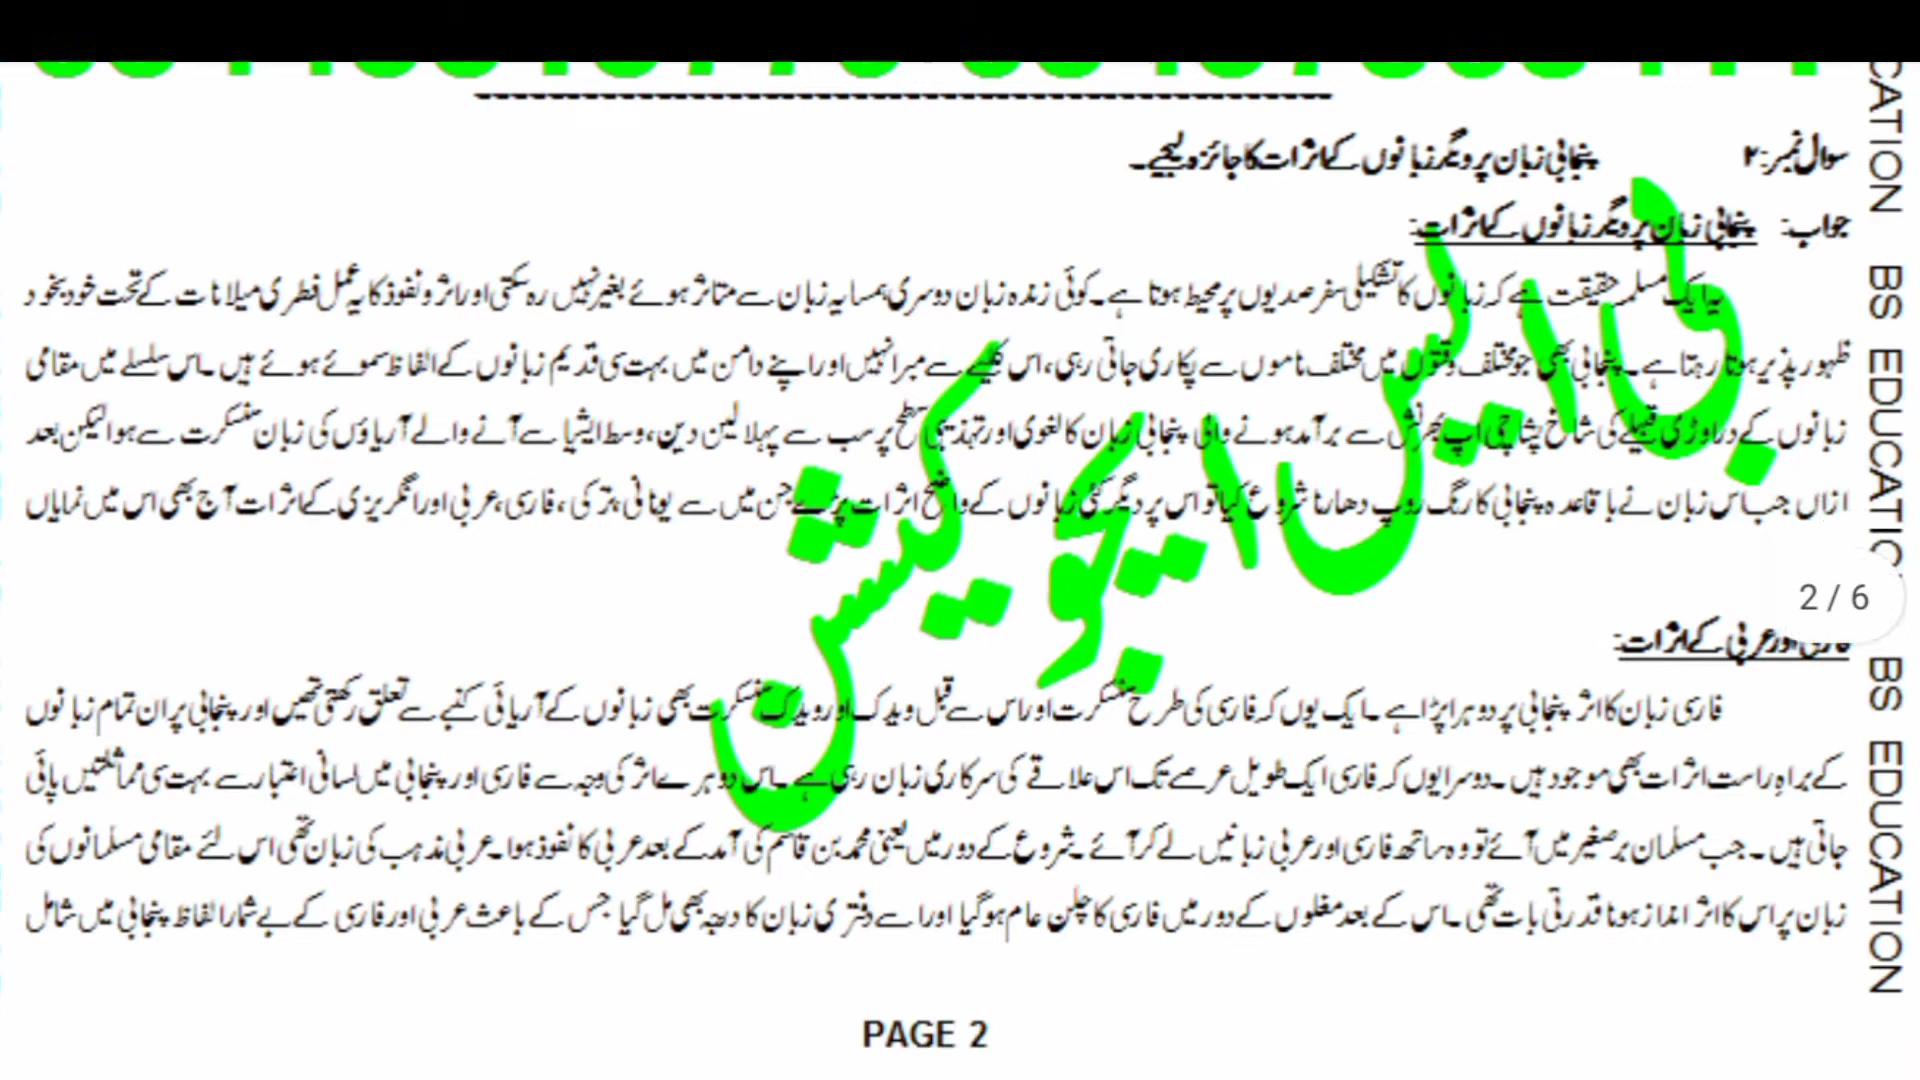 سوال نمبر: ۲ پنجابی زبان پر دیگر زبانوں کے اثرات کا جائزہ لیجیے۔
جواب: پنجابی زبان پر دیگر زبانوں کے اثرات:
یہ ایک مسلمہ حقیقت ہے کہ زبانوں کا تشکیلی سفر صدیوں پر محیط ہوتا ہے۔ کوئی زندہ زبان دوسری ہمسایہ زبان سے متاثر ہوئے بغیر نہیں رہ سکتی اور اثر و نفوذ کا یہ عمل فطری میلانات کے تحت خود بخود
ظہور پذیر ہوتا رہتا ہے۔ پنجابی بھی جو مختلف وقتوں میں مختلف ناموں سے پکاری جاتی رہی، اس کلیے سے مبرا نہیں اور اپنے دامن میں بہت سی قدیم زبانوں کے الفاظ سموئے ہوئے ہیں۔ اس سلسلے میں مقامی
زبانوں کے دراوڑی قبیلے کی شاخ پشاچی اپ بھرنش سے برآمد ہونے والی پنجابی زبان کا لغوی اور تہذیبی سطح پر سب سے پہلا لین دین، وسط ایشیا سے آنے والے آریاؤں کی زبان سنسکرت سے ہوا لیکن بعد
ازاں جب اس زبان نے باقاعدہ پنجابی کا رنگ روپ دھارنا شروع کیا تو اس پر دیگر کئی زبانوں کے واضح اثرات پڑے جن میں سے یونانی، ترکی، فارسی، عربی اور انگریزی کے اثرات آج بھی اس میں نمایاں
فارسی اور عربی کے اثرات:
فارسی زبان کا اثر پنجابی پر دوہرا پڑا ہے۔ ایک یوں کہ فارسی کی طرح سنسکرت اور اس سے قبل ویدک اور ویدک سنسکرت بھی زبانوں کے آریائی کنبے سے تعلق رکھتی تھیں اور پنجابی پر ان تمام زبانوں
کے براہ راست اثرات بھی موجود ہیں۔ دوسرا یوں کہ فارسی ایک طویل عرصے تک اس علاقے کی سرکاری زبان رہی ہے۔ اس دوہرے اثر کی وجہ سے فارسی اور پنجابی میں لسانی اعتبار سے بہت سی مماثلتیں پائی
جاتی ہیں۔ جب مسلمان برصغیر میں آئے تو وہ ساتھ فارسی اور عربی زبانیں لے کر آئے۔ شروع کے دور میں یعنی محمد بن قاسم کی آمد کے بعد عربی کا نفوذ ہوا۔ عربی مذہب کی زبان تھی اس لئے مقامی مسلمانوں کی
زبان پر اس کا اثر انداز ہونا قدرتی بات تھی۔ اس کے بعد مغلوں کے دور میں فارسی کا چلن عام ہو گیا اور اسے دفتری زبان کا درجہ بھی مل گیا جس کے باعث عربی اور فارسی کے بے شمار الفاظ پنجابی میں شامل
PAGE 2
بی ایس ایجوکیشن
2 / 6
CATION BS EDUCATIO BS EDUCATION